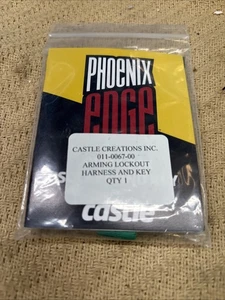 PHOENIX
EDGE
CASTLE CREATIONS INC.
011-0067-00
ARMING LOCKOUT
HARNESS AND KEY
QTY 1
castle